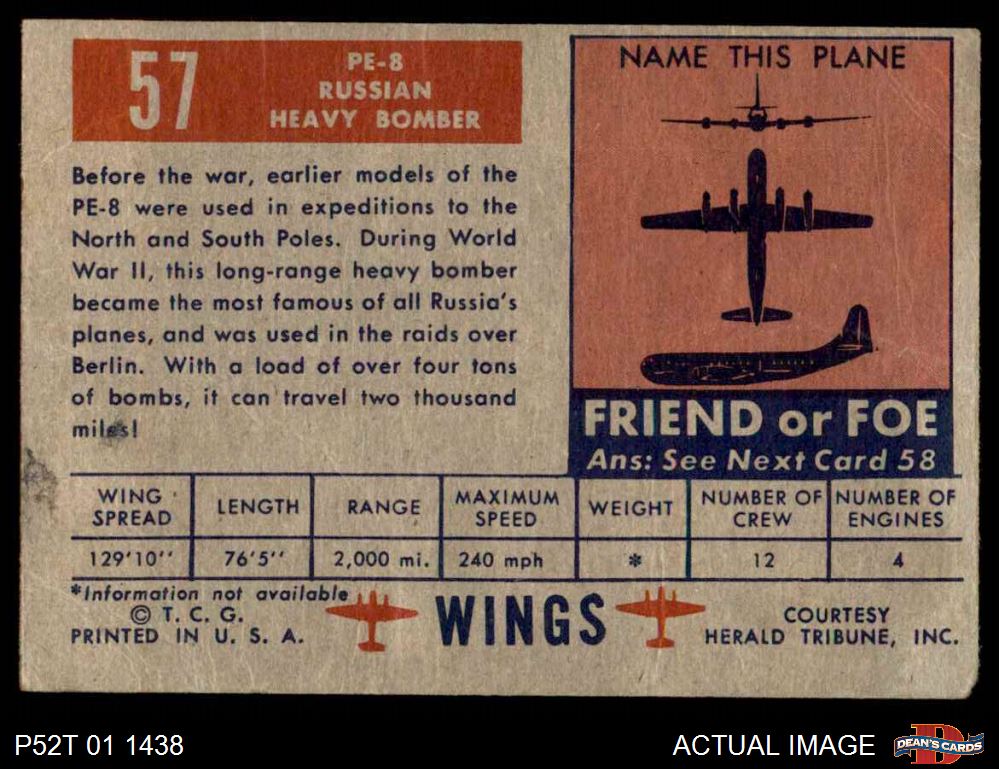 57
PE-8
RUSSIAN
HEAVY BOMBER
Before the war, earlier models of the
PE-8 were used in expeditions to the
North and South Poles. During World
War II, this long-range heavy bomber
became the most famous of all Russia's
planes, and was used in the raids over
Berlin. With a load of over four tons
of bombs, it can travel two thousand
miles!
NAME THIS PLANE
FRIEND or FOE
Ans: See Next Card 58
WING SPREAD LENGTH RANGE MAXIMUM SPEED WEIGHT NUMBER OF CREW NUMBER OF ENGINES
129'10'' 76'5'' 2,000 mi. 240 mph * 12 4
*Information not available
© T. C. G.
PRINTED IN U. S. A.
WINGS
COURTESY
HERALD TRIBUNE, INC.
P52T 01 1438
ACTUAL IMAGE
D
DEAN'S CARDS